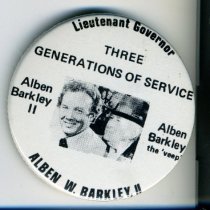 Lieutenant Governor
THREE
GENERATIONS OF SERVICE
Alben
Barkley
II
Alben
Barkley
the 'veep'
ALBEN W. BARKLEY II